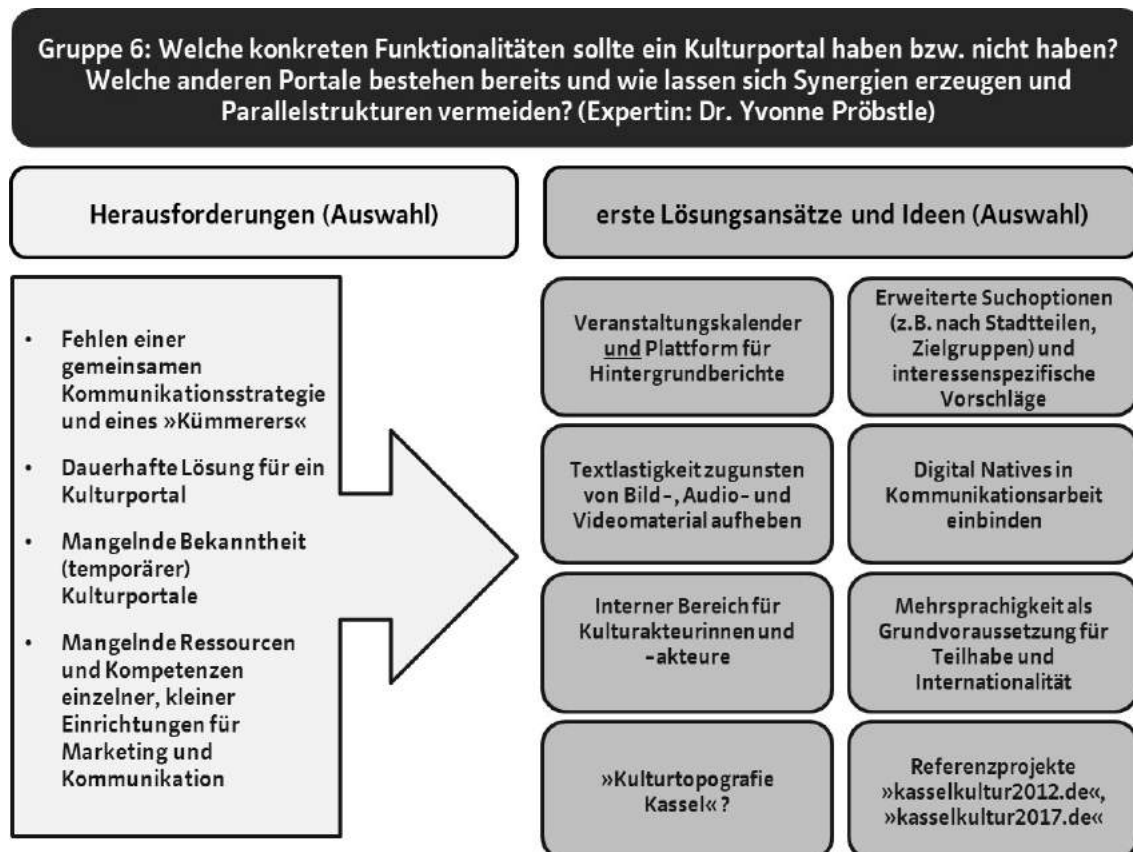 Gruppe 6: Welche konkreten Funktionalitäten sollte ein Kulturportal haben bzw. nicht haben?
Welche anderen Portale bestehen bereits und wie lassen sich Synergien erzeugen und
Parallelstrukturen vermeiden? (Expertin: Dr. Yvonne Pröbstle)
Herausforderungen (Auswahl)
• Fehlen einer
gemeinsamen
Kommunikationsstrategie
und eines »Kümmerers«
• Dauerhafte Lösung für ein
Kulturportal
• Mangelnde Bekanntheit
(temporärer)
Kulturportale
• Mangelnde Ressourcen
und Kompetenzen
einzelner, kleiner
Einrichtungen für
Marketing und
Kommunikation
erste Lösungsansätze und Ideen (Auswahl)
Veranstaltungskalender
und Plattform für
Hintergrundberichte
Erweiterte Suchoptionen
(z.B. nach Stadtteilen,
Zielgruppen) und
interessenspezifische
Vorschläge
Textlastigkeit zugunsten
von Bild-, Audio- und
Videomaterial aufheben
Digital Natives in
Kommunikationsarbeit
einbinden
Interner Bereich für
Kulturakteurinnen und
-akteure
Mehrsprachigkeit als
Grundvoraussetzung für
Teilhabe und
Internationalität
»Kulturtopografie
Kassel«?
Referenzprojekte
»kasselkultur2012.de«,
»kasselkultur2017.de«